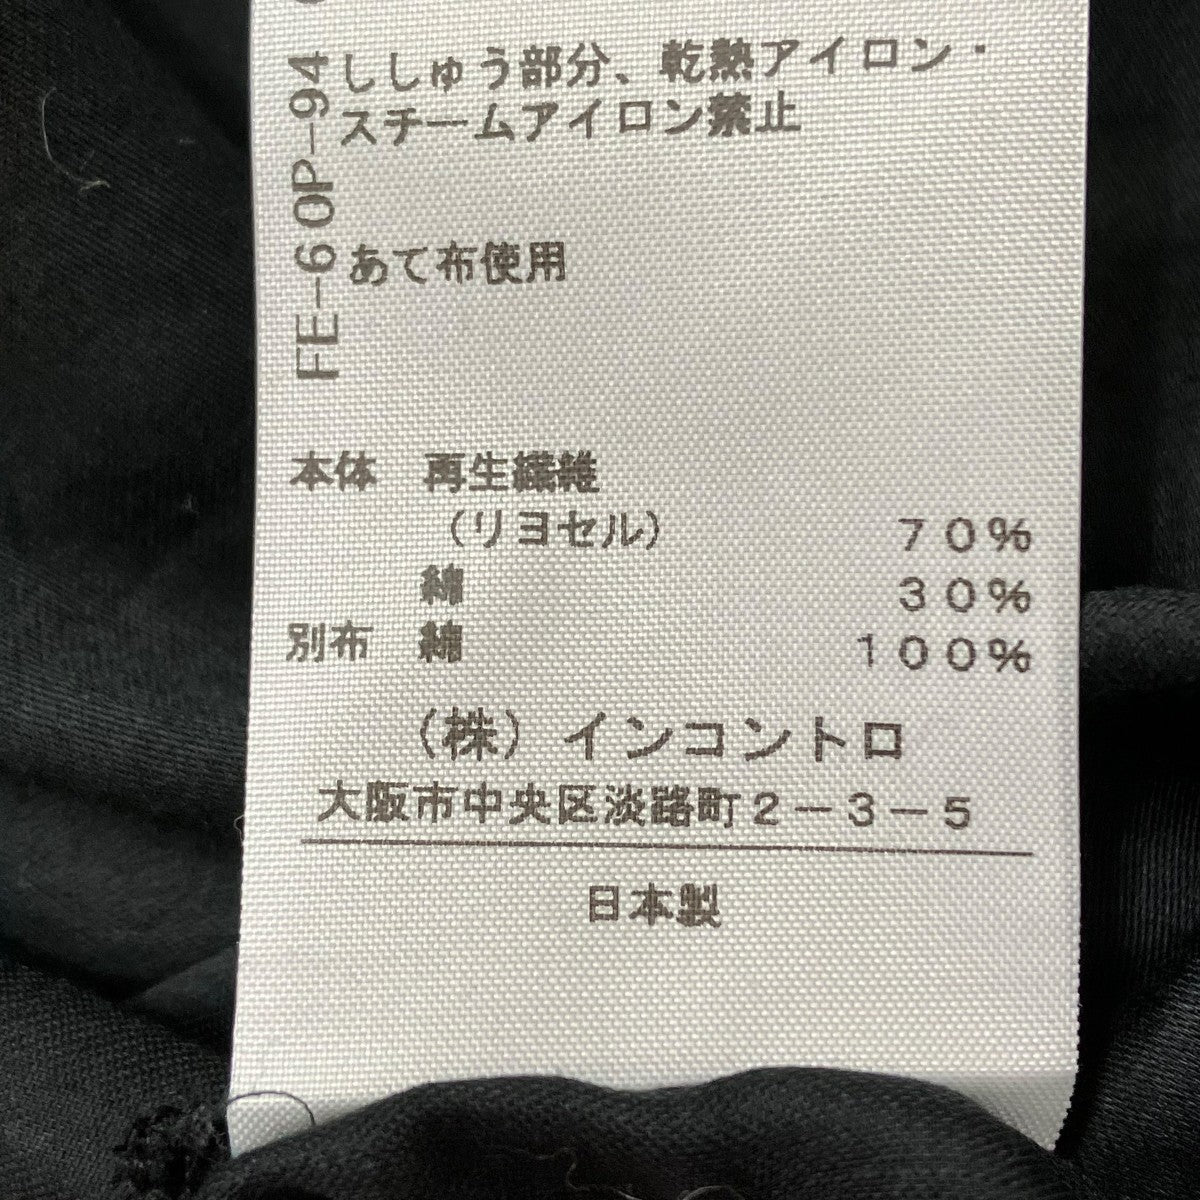 ししゅう部分、乾熱アイロン・
スチームアイロン禁止
あて布使用
FE-60P-94
本体 再生繊維
(リヨセル) 70%
綿 30%
別布 綿 100%
(株)インコントロ
大阪市中央区淡路町2-3-5
日本製